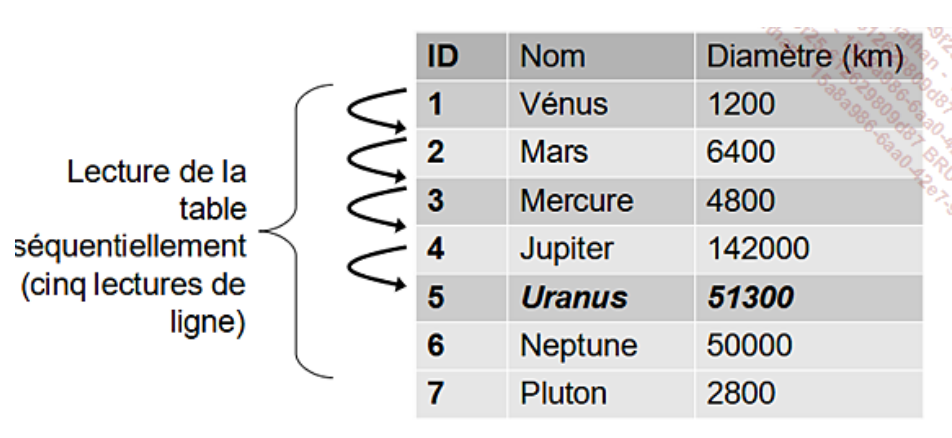 ID Nom Diamètre (km)
1 Vénus 1200
2 Mars 6400
3 Mercure 4800
4 Jupiter 142000
5 Uranus 51300
6 Neptune 50000
7 Pluton 2800
Lecture de la
table
séquentiellement
(cinq lectures de
ligne)